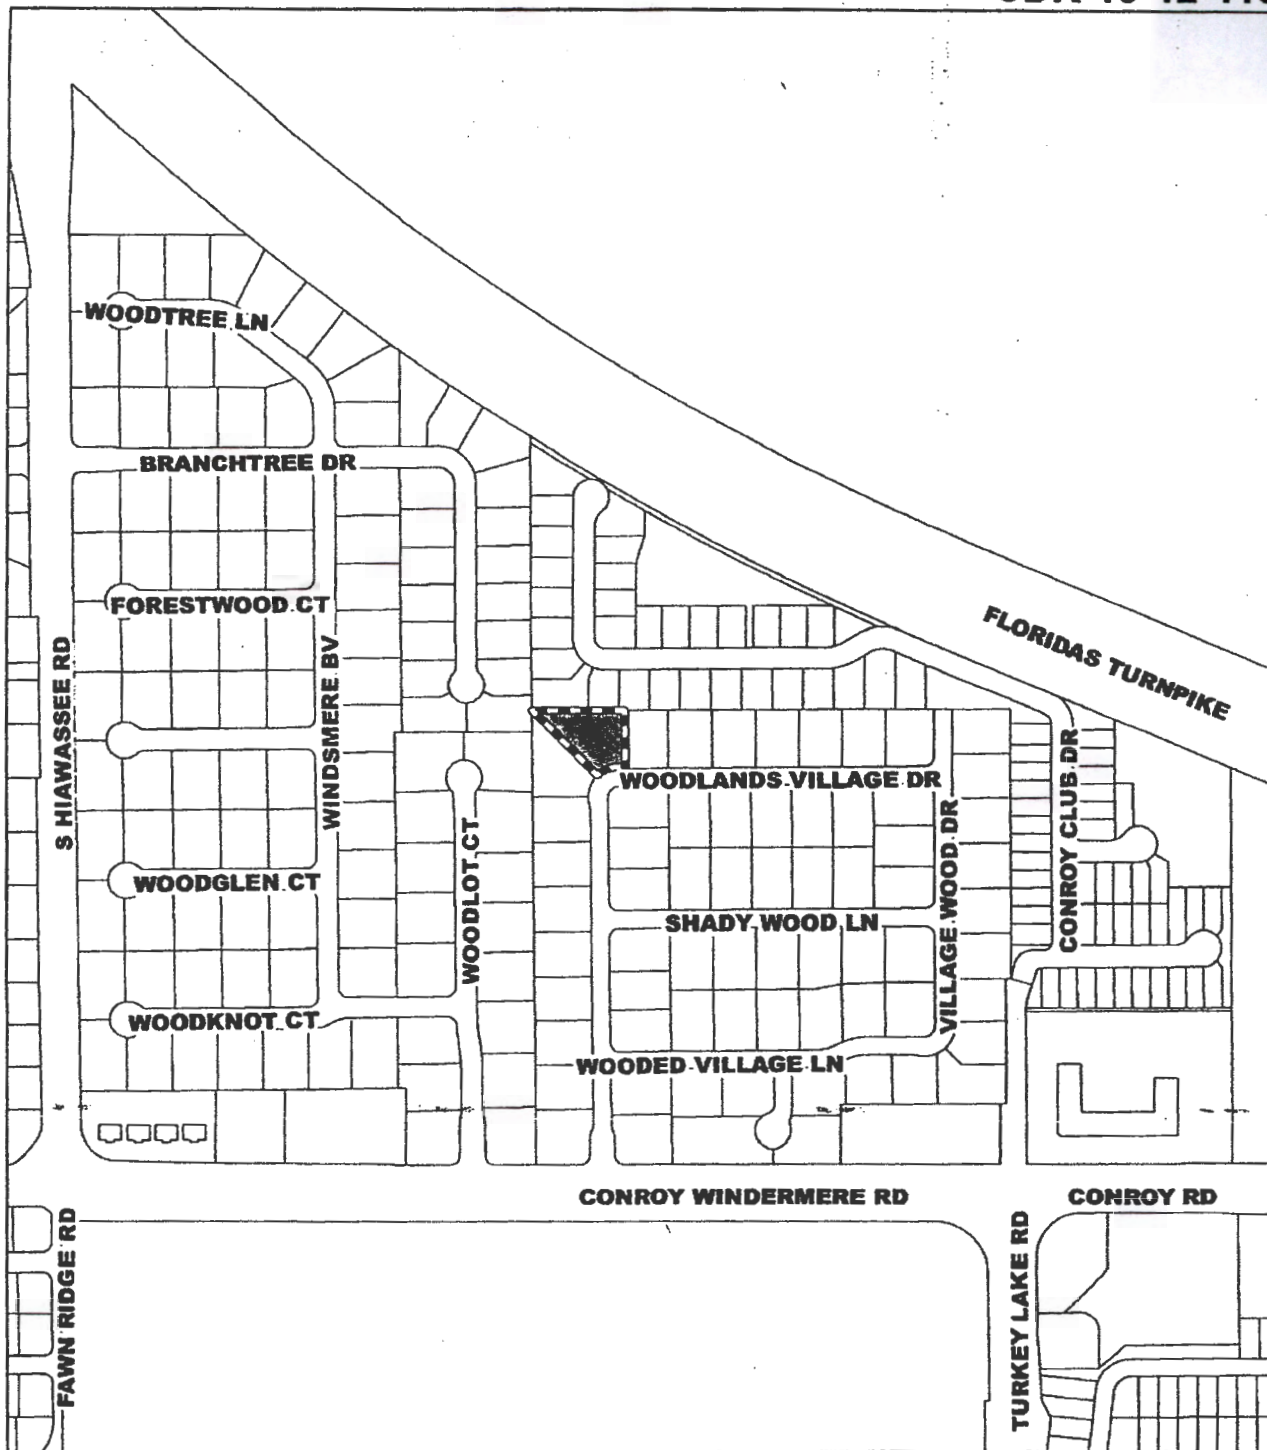 WOODTREE LN
BRANCHTREE DR
FORESTWOOD CT
FLORIDAS TURNPIKE
S HIAWASSEE RD
WINDSMERE BV
WOODLANDS VILLAGE DR
CONROY CLUB DR
WOODLOT CT
VILLAGE WOOD DR
WOODGLEN CT
SHADY WOOD LN
WOODKNOT CT
WOODED VILLAGE LN
CONROY WINDERMERE RD
CONROY RD
FAWN RIDGE RD
TURKEY LAKE RD